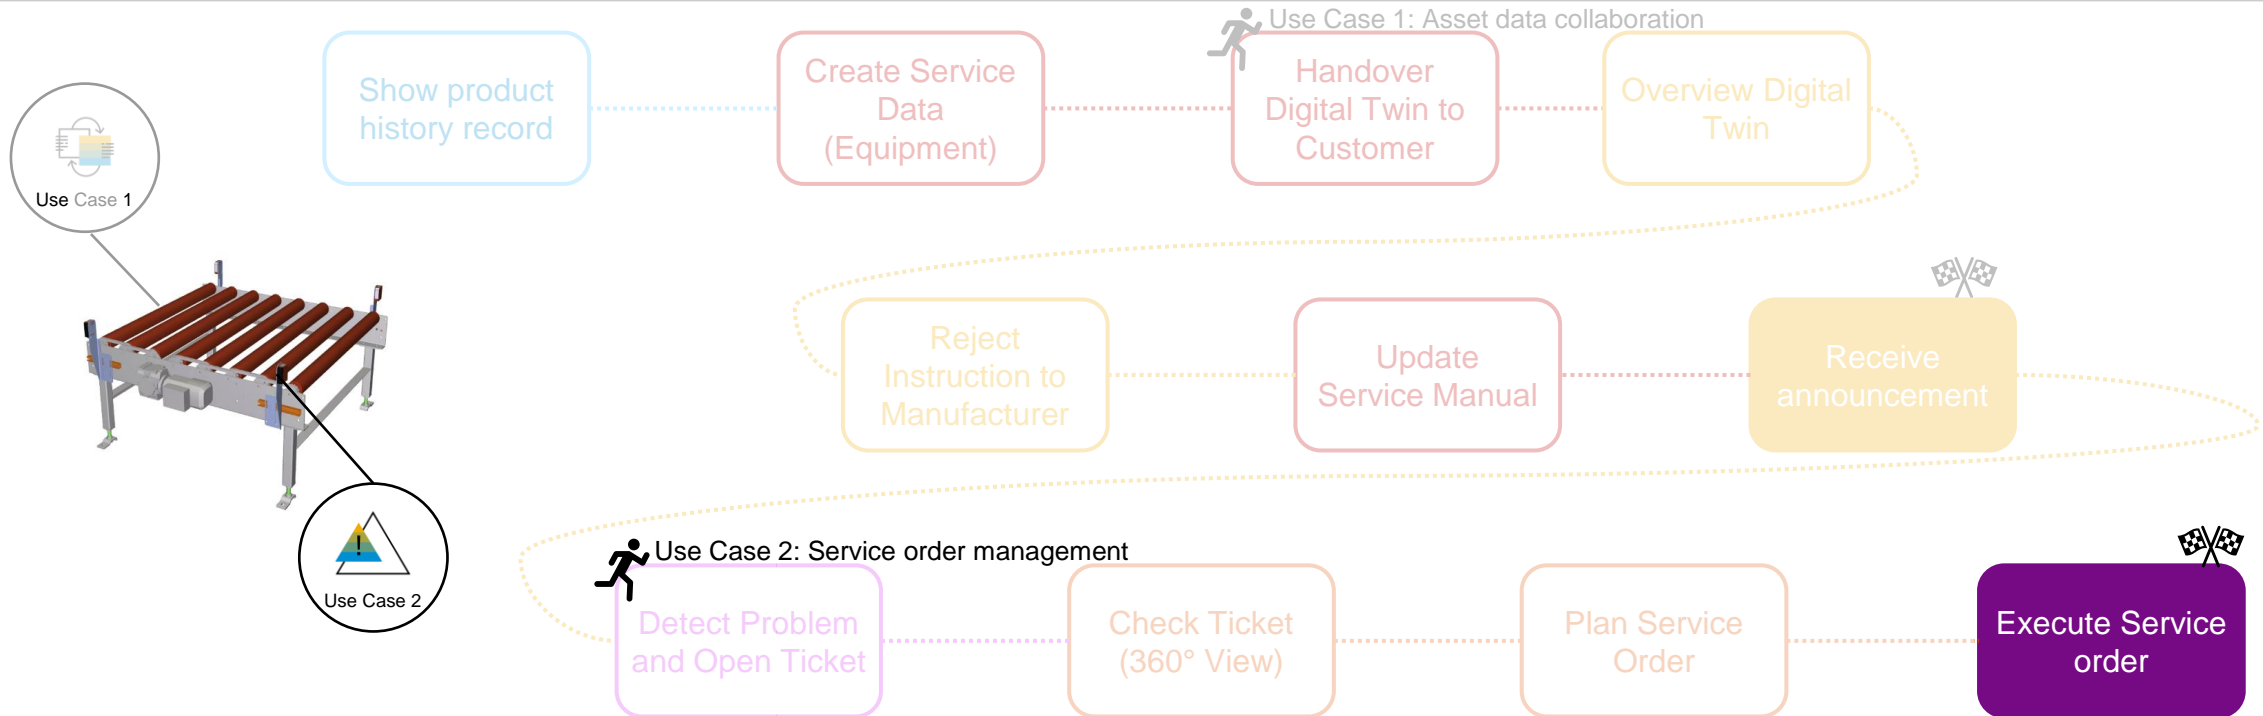 Use Case 1: Asset data collaboration
Show product
history record
Create Service
Data
(Equipment)
Handover
Digital Twin to
Customer
Overview Digital
Twin
Use Case 1
Reject
Instruction to
Manufacturer
Update
Service Manual
Receive
announcement
Use Case 2
!
Use Case 2: Service order management
Detect Problem
and Open Ticket
Check Ticket
(360° View)
Plan Service
Order
Execute Service
order